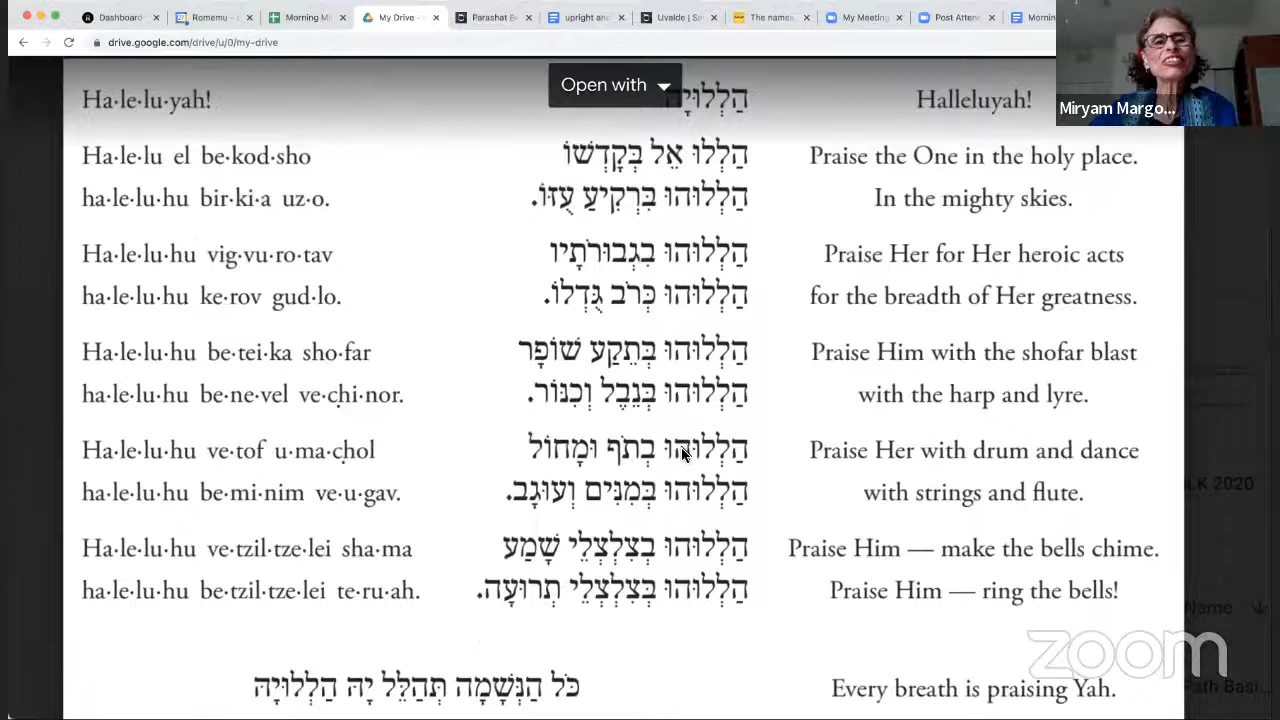 Dashboard Romemu - Morning Mi My Drive - Parashat B upright and Uvalde | S The names My Meeting Post Atten Mornin
drive.google.com/drive/u/0/my-drive
Miryam Margo...
Open with
Ha·le·lu·yah! הַלְלוּיָהּ Halleluyah!
Ha·le·lu el be·kod·sho הַלְלוּ אֵל בְּקָדְשׁוֹ Praise the One in the holy place.
ha·le·lu·hu bir·ki·a uz·o. הַלְלוּהוּ בִּרְקִיעַ עֻזּוֹ. In the mighty skies.
Ha·le·lu·hu vig·vu·ro·tav הַלְלוּהוּ בִגְבוּרֹתָיו Praise Her for Her heroic acts
ha·le·lu·hu ke·rov gud·lo. הַלְלוּהוּ כְּרֹב גֻּדְלוֹ. for the breadth of Her greatness.
Ha·le·lu·hu be·tei·ka sho·far הַלְלוּהוּ בְּתֵקַע שׁוֹפָר Praise Him with the shofar blast
ha·le·lu·hu be·ne·vel ve·cḥi·nor. הַלְלוּהוּ בְּנֵבֶל וְכִנּוֹר. with the harp and lyre.
Ha·le·lu·hu ve·tof u·ma·cḥol הַלְלוּהוּ בְתֹף וּמָחוֹל Praise Her with drum and dance
ha·le·lu·hu be·mi·nim ve·u·gav. הַלְלוּהוּ בְּמִנִּים וְעוּגָב. with strings and flute.
LK 2020
Ha·le·lu·hu ve·tzil·tze·lei sha·ma הַלְלוּהוּ בְצִלְצְלֵי שָׁמַע Praise Him — make the bells chime.
ha·le·lu·hu be·tzil·tze·lei te·ru·ah. הַלְלוּהוּ בְּצִלְצְלֵי תְרוּעָה. Praise Him — ring the bells!
Name
zoom
כֹּל הַנְּשָׁמָה תְּהַלֵּל יָהּ הַלְלוּיָהּ Every breath is praising Yah.
Path Basi...